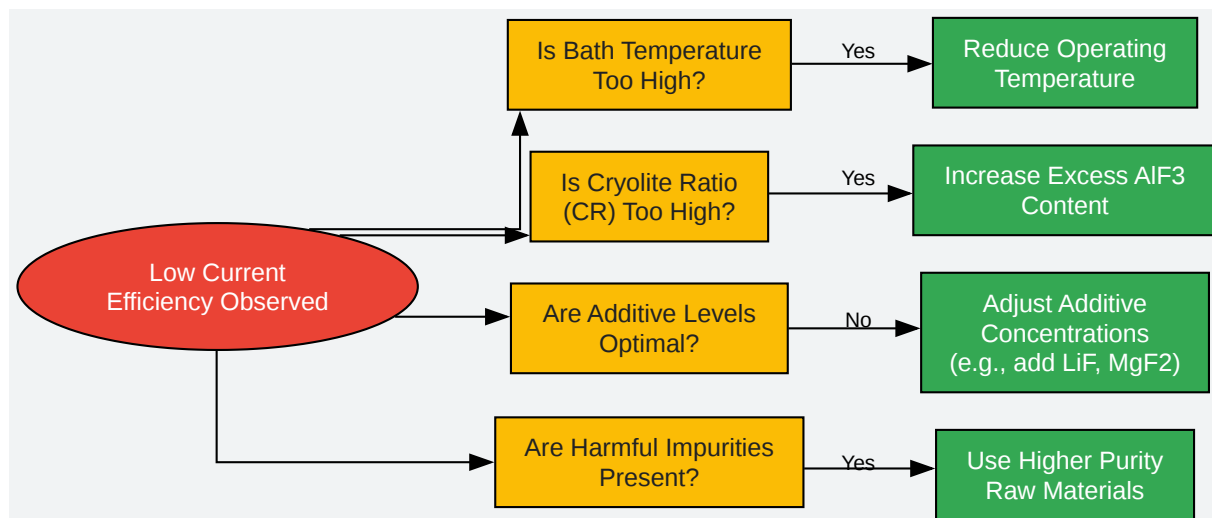 Is Bath Temperature
Too High?
Yes
Reduce Operating
Temperature
Is Cryolite Ratio
(CR) Too High?
Yes
Increase Excess AlF3
Content
Low Current
Efficiency Observed
Are Additive Levels
Optimal?
No
Adjust Additive
Concentrations
(e.g., add LiF, MgF2)
Are Harmful Impurities
Present?
Yes
Use Higher Purity
Raw Materials